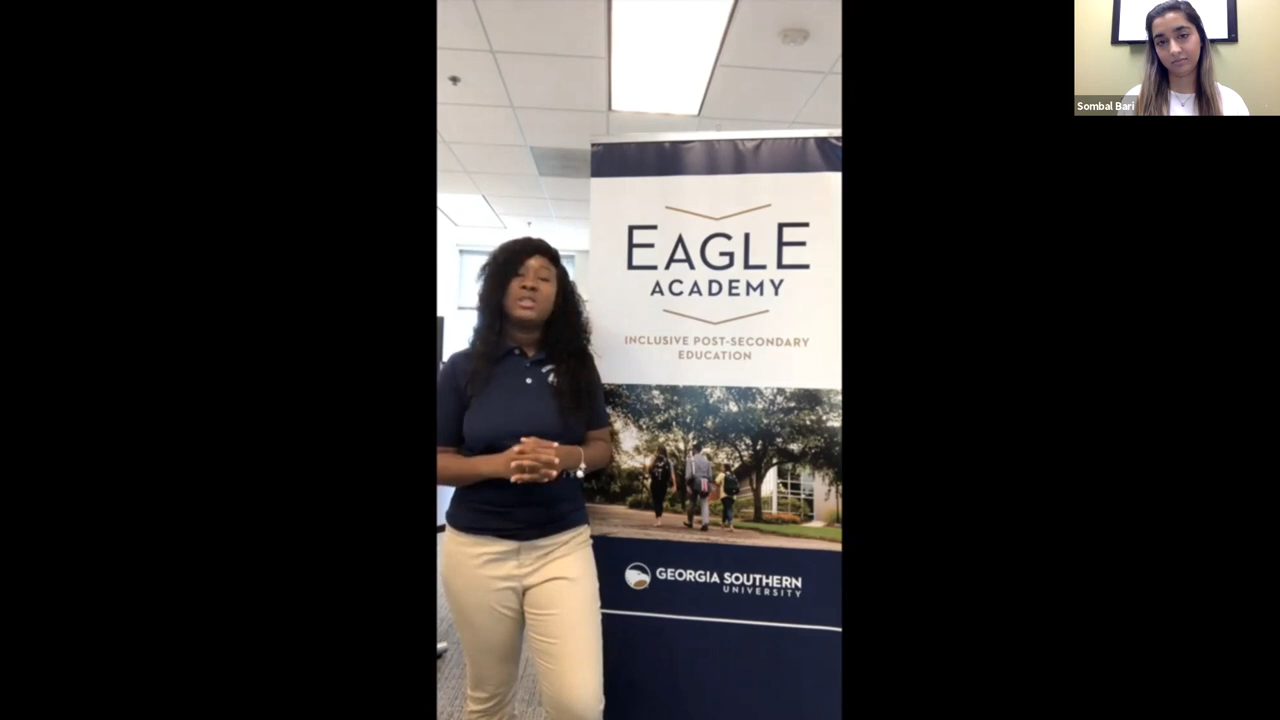 Sombal Bari
EAGLE
ACADEMY
INCLUSIVE POST-SECONDARY
EDUCATION
GEORGIA SOUTHERN
UNIVERSITY